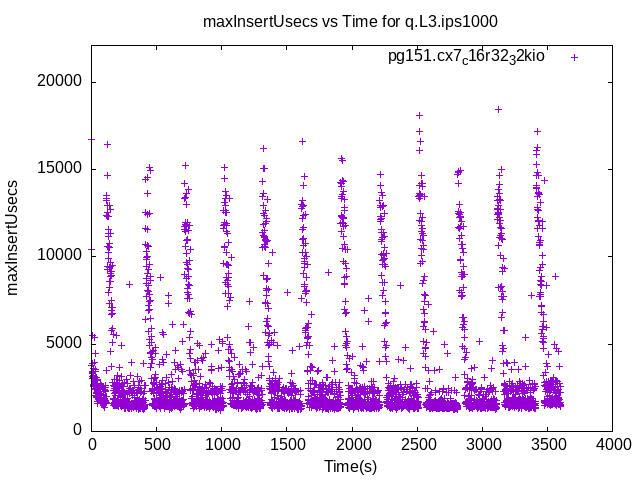 maxInsertUsecs vs Time for q.L3.ips1000
pg151.cx7c16r3232kio
maxInsertUsecs
20000
15000
10000
5000
0
0 500 1000 1500 2000 2500 3000 3500 4000
Time(s)